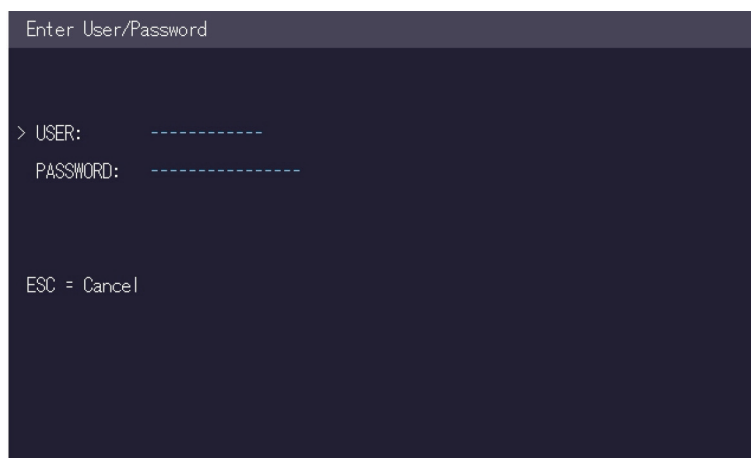 Enter User/Password
> USER: ------------
PASSWORD: ----------------
ESC = Cancel